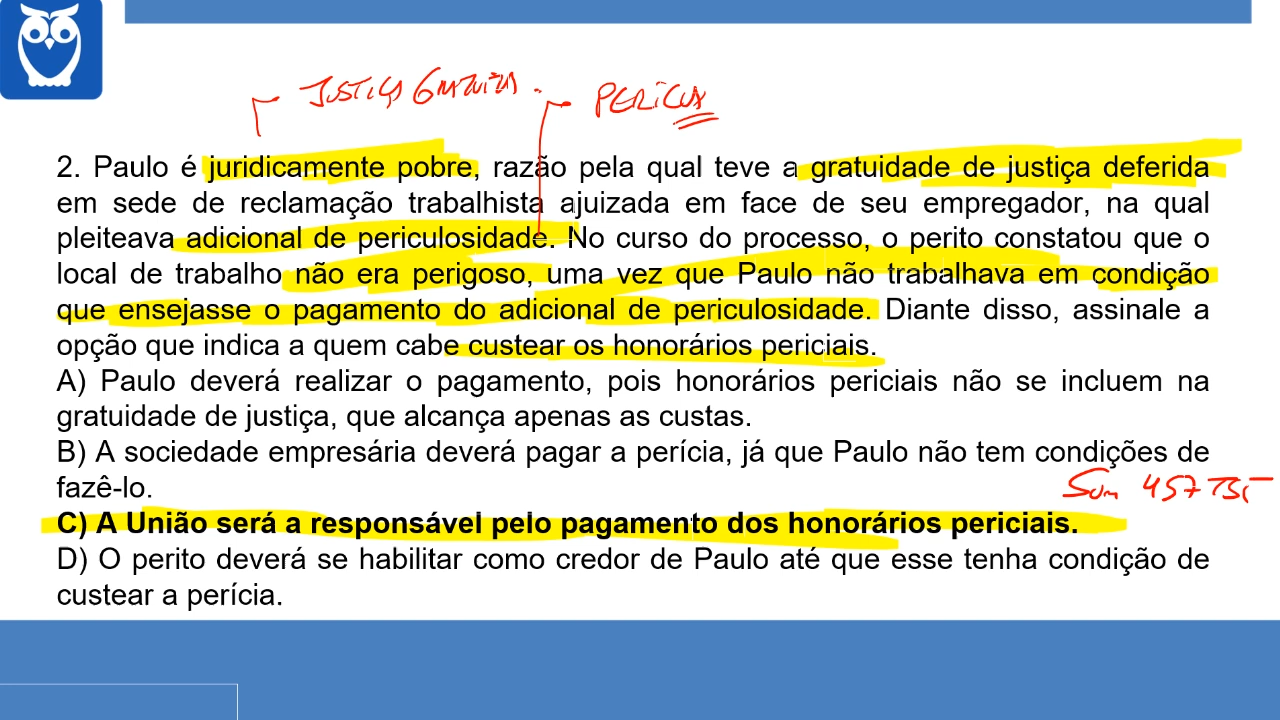 JUSTIÇA GRATUITA. PERÍCIA
2. Paulo é juridicamente pobre, razão pela qual teve a gratuidade de justiça deferida
em sede de reclamação trabalhista ajuizada em face de seu empregador, na qual
pleiteava adicional de periculosidade. No curso do processo, o perito constatou que o
local de trabalho não era perigoso, uma vez que Paulo não trabalhava em condição
que ensejasse o pagamento do adicional de periculosidade. Diante disso, assinale a
opção que indica a quem cabe custear os honorários periciais.
A) Paulo deverá realizar o pagamento, pois honorários periciais não se incluem na
gratuidade de justiça, que alcança apenas as custas.
B) A sociedade empresária deverá pagar a perícia, já que Paulo não tem condições de
fazê-lo.
Sum 457 TST
C) A União será a responsável pelo pagamento dos honorários periciais.
D) O perito deverá se habilitar como credor de Paulo até que esse tenha condição de
custear a perícia.